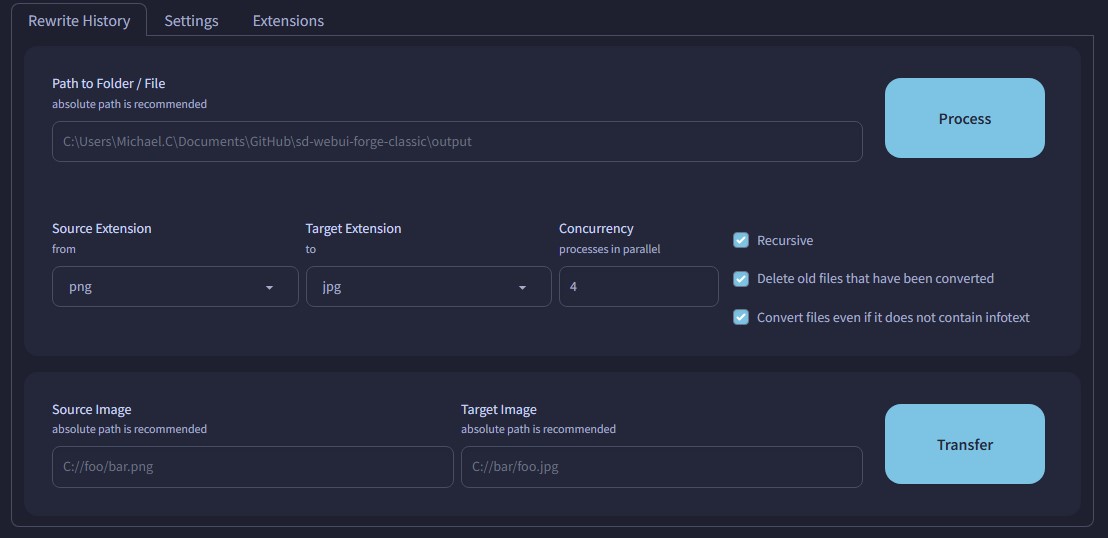 Rewrite History Settings Extensions
Path to Folder / File
absolute path is recommended
C:\Users\Michael.C\Documents\GitHub\sd-webui-forge-classic\output
Process
Source Extension
from
png
Target Extension
to
jpg
Concurrency
processes in parallel
4
Recursive
Delete old files that have been converted
Convert files even if it does not contain infotext
Source Image
absolute path is recommended
C://foo/bar.png
Target Image
absolute path is recommended
C://bar/foo.jpg
Transfer